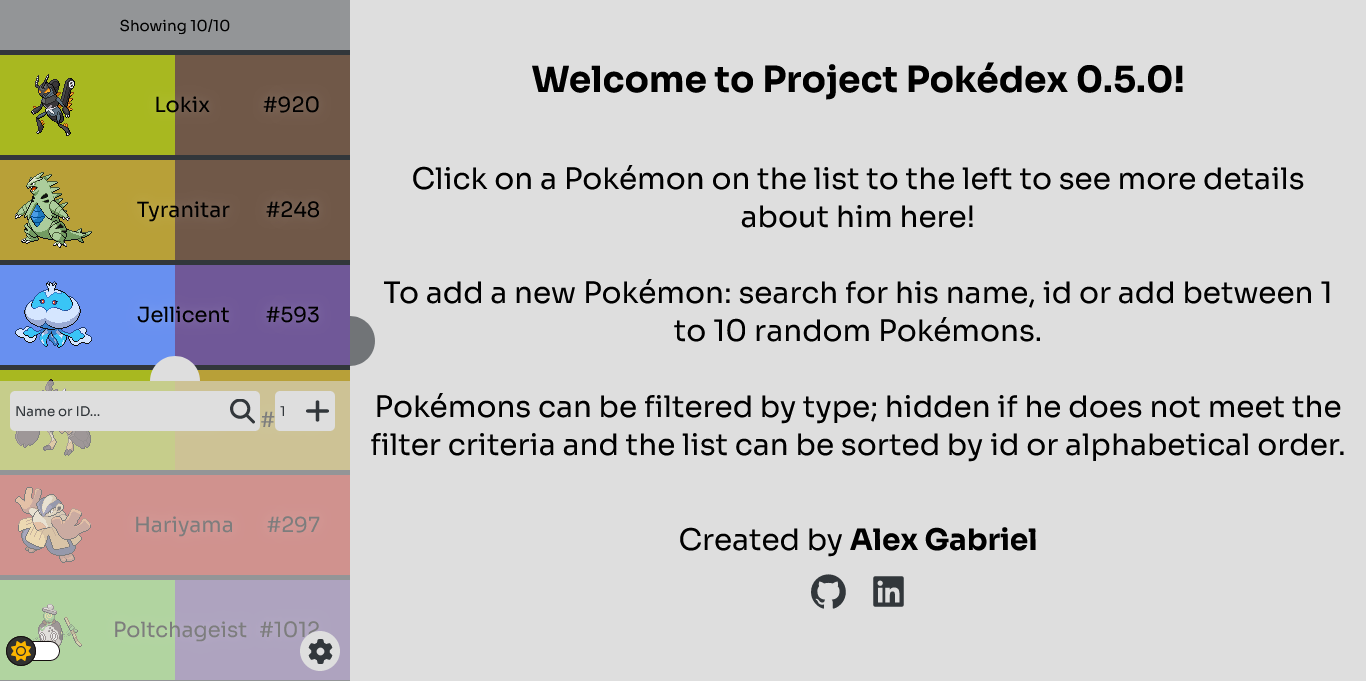 Showing 10/10
Lokix #920
Tyranitar #248
Jellicent #593
Name or ID...
#
1
Hariyama #297
Poltchageist #1012
Welcome to Project Pokédex 0.5.0!
Click on a Pokémon on the list to the left to see more details
about him here!
To add a new Pokémon: search for his name, id or add between 1
to 10 random Pokémons.
Pokémons can be filtered by type; hidden if he does not meet the
filter criteria and the list can be sorted by id or alphabetical order.
Created by Alex Gabriel
in